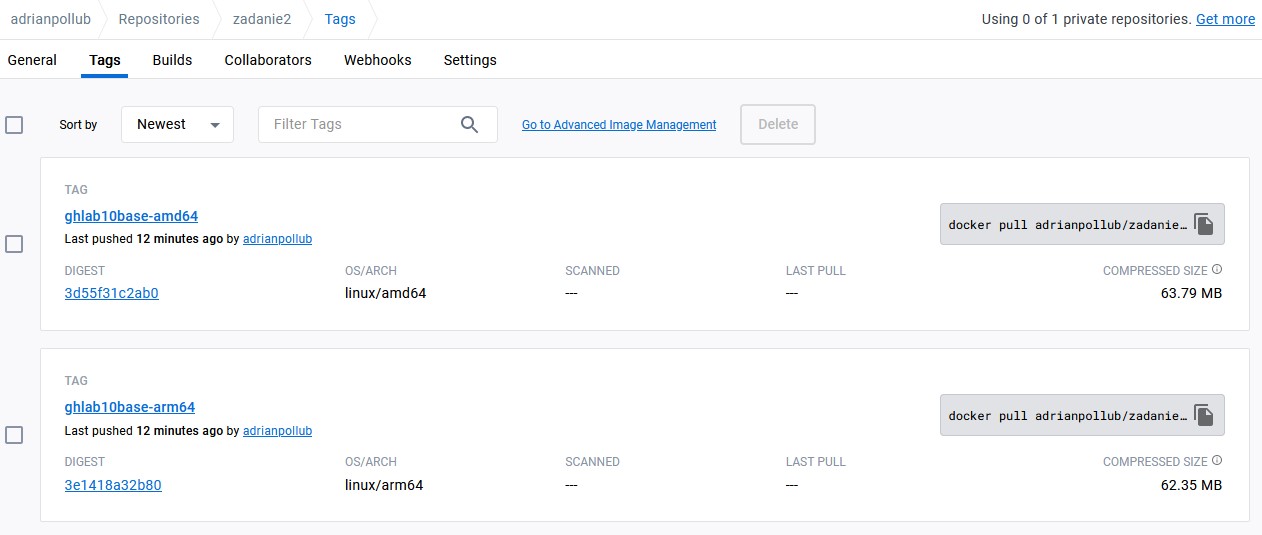 adrianpollub Repositories zadanie2 Tags Using 0 of 1 private repositories. Get more
General Tags Builds Collaborators Webhooks Settings
Sort by Newest Filter Tags Go to Advanced Image Management Delete
TAG
ghlab10base-amd64
docker pull adrianpollub/zadanie…
Last pushed 12 minutes ago by adrianpollub
DIGEST OS/ARCH SCANNED LAST PULL COMPRESSED SIZE
3d55f31c2ab0 linux/amd64 --- --- 63.79 MB
TAG
ghlab10base-arm64
docker pull adrianpollub/zadanie…
Last pushed 12 minutes ago by adrianpollub
DIGEST OS/ARCH SCANNED LAST PULL COMPRESSED SIZE
3e1418a32b80 linux/arm64 --- --- 62.35 MB